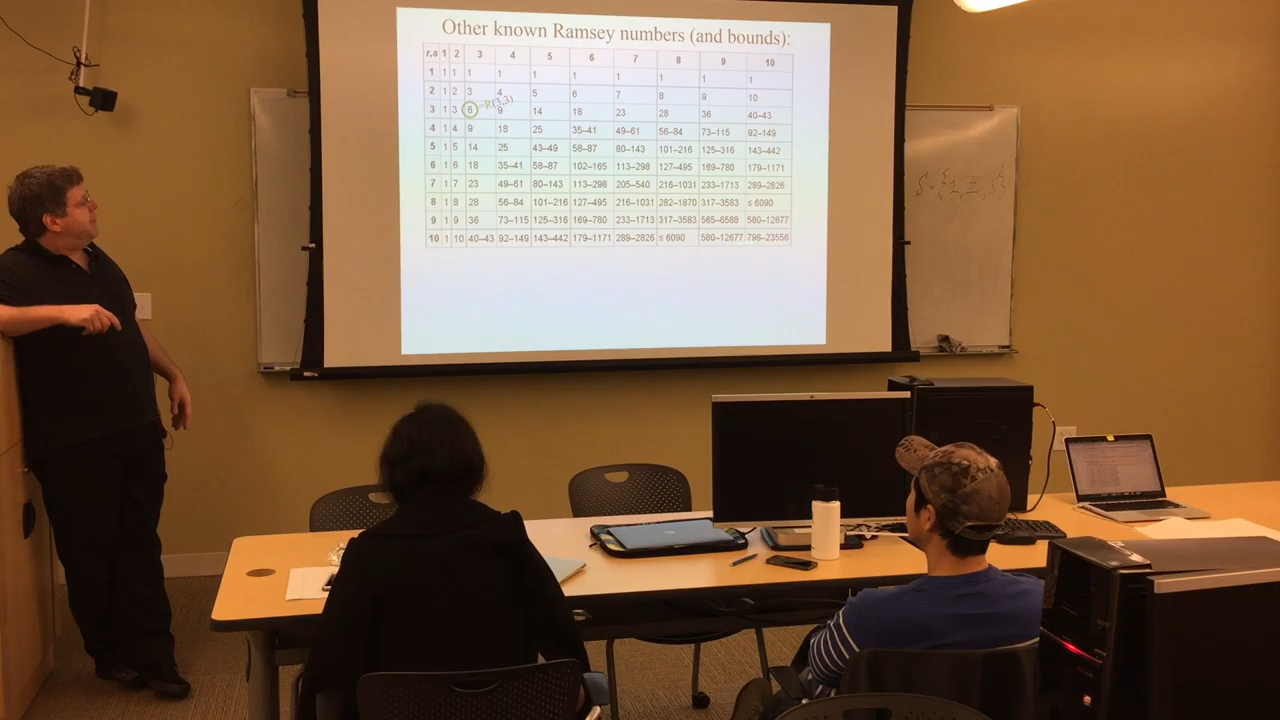 Other known Ramsey numbers (and bounds):
r,s 1 2 3 4 5 6 7 8 9 10
1 1 1 1 1 1 1 1 1 1 1
2 1 2 3 4 5 6 7 8 9 10
3 1 3 6 R(3,3) 9 14 18 23 28 36 40–43
4 1 4 9 18 25 35–41 49–61 56–84 73–115 92–149
5 1 5 14 25 43–49 58–87 80–143 101–216 125–316 143–442
6 1 6 18 35–41 58–87 102–165 113–298 127–495 169–780 179–1171
7 1 7 23 49–61 80–143 113–298 205–540 216–1031 233–1713 289–2826
8 1 8 28 56–84 101–216 127–495 216–1031 282–1870 317–3583 ≤ 6090
9 1 9 36 73–115 125–316 169–780 233–1713 317–3583 565–6588 580–12677
10 1 10 40–43 92–149 143–442 179–1171 289–2826 ≤ 6090 580–12677 798–23556